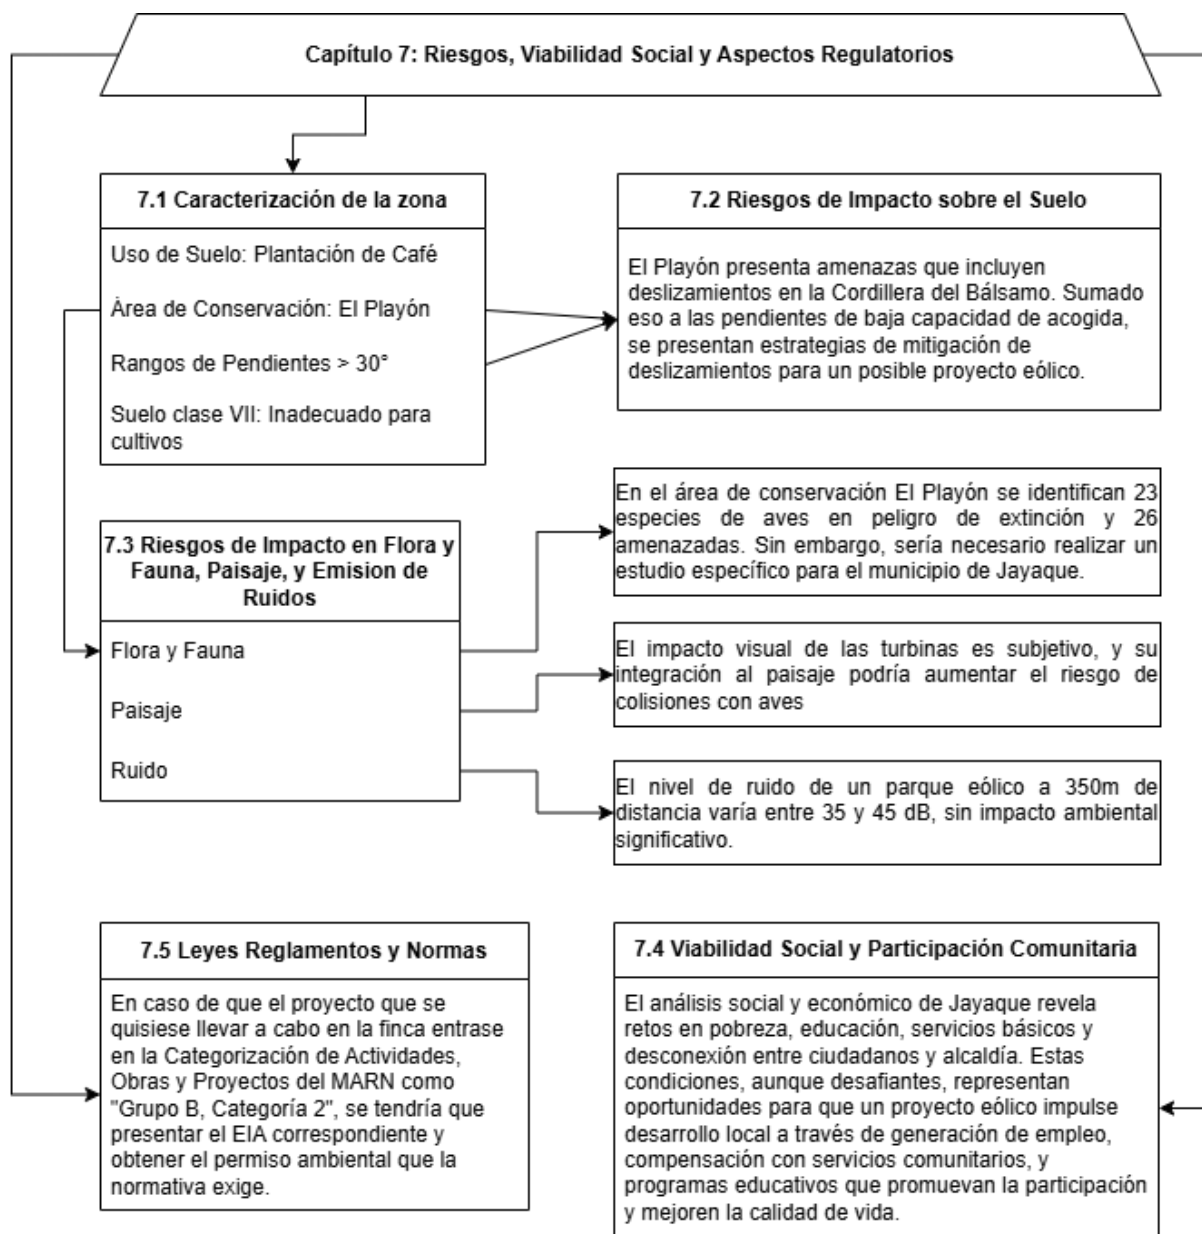 Capítulo 7: Riesgos, Viabilidad Social y Aspectos Regulatorios
7.1 Caracterización de la zona
Uso de Suelo: Plantación de Café
Área de Conservación: El Playón
Rangos de Pendientes > 30°
Suelo clase VII: Inadecuado para
cultivos
7.2 Riesgos de Impacto sobre el Suelo
El Playón presenta amenazas que incluyen
deslizamientos en la Cordillera del Bálsamo. Sumado
eso a las pendientes de baja capacidad de acogida,
se presentan estrategias de mitigación de
deslizamientos para un posible proyecto eólico.
7.3 Riesgos de Impacto en Flora y
Fauna, Paisaje, y Emision de
Ruidos
Flora y Fauna
Paisaje
Ruido
En el área de conservación El Playón se identifican 23
especies de aves en peligro de extinción y 26
amenazadas. Sin embargo, sería necesario realizar un
estudio específico para el municipio de Jayaque.
El impacto visual de las turbinas es subjetivo, y su
integración al paisaje podría aumentar el riesgo de
colisiones con aves
El nivel de ruido de un parque eólico a 350m de
distancia varía entre 35 y 45 dB, sin impacto ambiental
significativo.
7.5 Leyes Reglamentos y Normas
En caso de que el proyecto que se
quisiese llevar a cabo en la finca entrase
en la Categorización de Actividades,
Obras y Proyectos del MARN como
"Grupo B, Categoría 2", se tendría que
presentar el EIA correspondiente y
obtener el permiso ambiental que la
normativa exige.
7.4 Viabilidad Social y Participación Comunitaria
El análisis social y económico de Jayaque revela
retos en pobreza, educación, servicios básicos y
desconexión entre ciudadanos y alcaldía. Estas
condiciones, aunque desafiantes, representan
oportunidades para que un proyecto eólico impulse
desarrollo local a través de generación de empleo,
compensación con servicios comunitarios, y
programas educativos que promuevan la participación
y mejoren la calidad de vida.